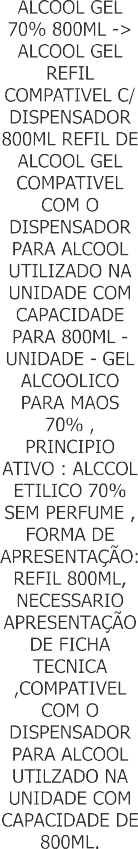 ALCOOL GEL
70% 800ML ->
ALCOOL GEL
REFIL
COMPATIVEL C/
DISPENSADOR
800ML REFIL DE
ALCOOL GEL
COMPATIVEL
COM O
DISPENSADOR
PARA ALCOOL
UTILIZADO NA
UNIDADE COM
CAPACIDADE
PARA 800ML -
UNIDADE - GEL
ALCOOLICO
PARA MAOS
70% ,
PRINCIPIO
ATIVO : ALCCOL
ETILICO 70%
SEM PERFUME ,
FORMA DE
APRESENTAÇÃO:
REFIL 800ML,
NECESSARIO
APRESENTAÇÃO
DE FICHA
TECNICA
,COMPATIVEL
COM O
DISPENSADOR
PARA ALCOOL
UTILZADO NA
UNIDADE COM
CAPACIDADE DE
800ML.